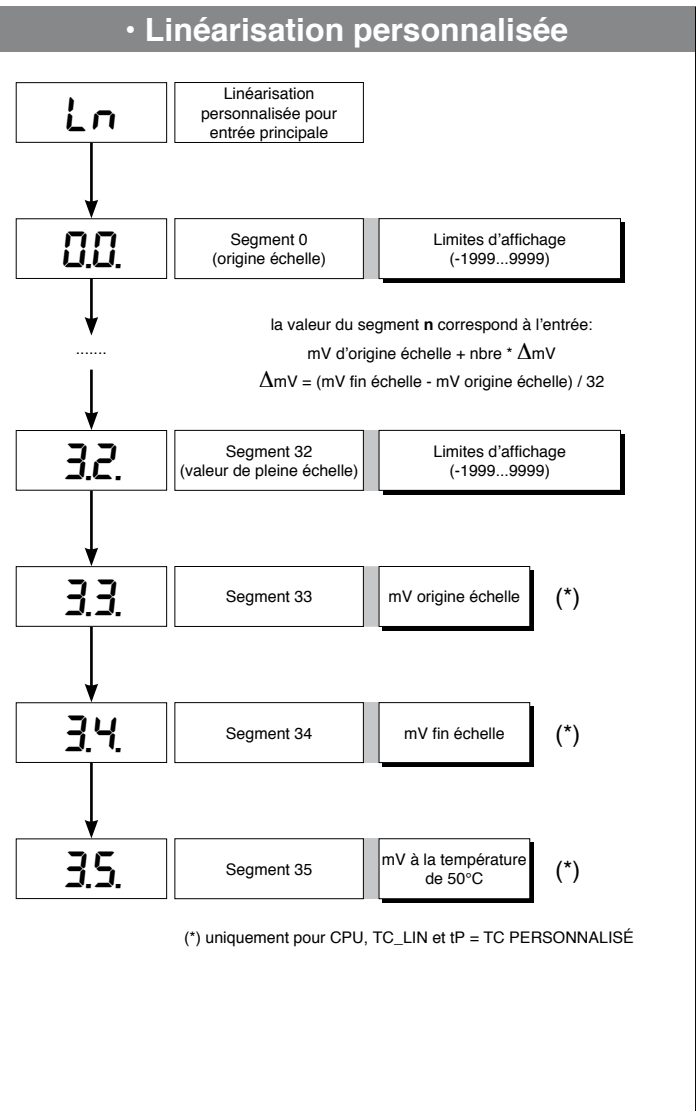 • Linéarisation personnalisée
Ln
Linéarisation
personnalisée pour
entrée principale
0.0.
Segment 0
(origine échelle)
Limites d'affichage
(-1999...9999)
la valeur du segment n correspond à l'entrée:
mV d'origine échelle + nbre * ΔmV
.......
ΔmV = (mV fin échelle - mV origine échelle) / 32
3.2.
Segment 32
(valeur de pleine échelle)
Limites d'affichage
(-1999...9999)
3.3.
Segment 33
mV origine échelle
(*)
3.4.
Segment 34
mV fin échelle
(*)
3.5.
Segment 35
mV à la température
de 50°C
(*)
(*) uniquement pour CPU, TC_LIN et tP = TC PERSONNALISÉ